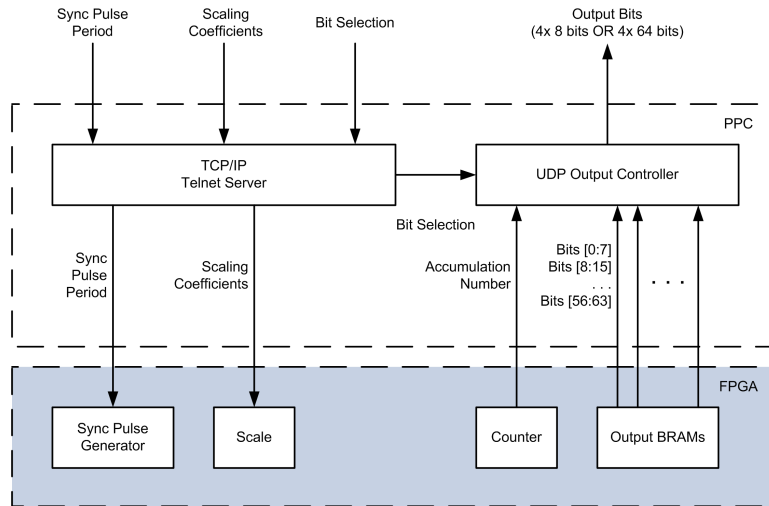 Sync Pulse
Period
Scaling
Coefficients
Bit Selection
Output Bits
(4x 8 bits OR 4x 64 bits)
PPC
TCP/IP
Telnet Server
UDP Output Controller
Bit Selection
Sync
Pulse
Period
Scaling
Coefficients
Accumulation
Number
Bits [0:7]
Bits [8:15]
. . .
Bits [56:63]
. . .
FPGA
Sync Pulse
Generator
Scale
Counter
Output BRAMs